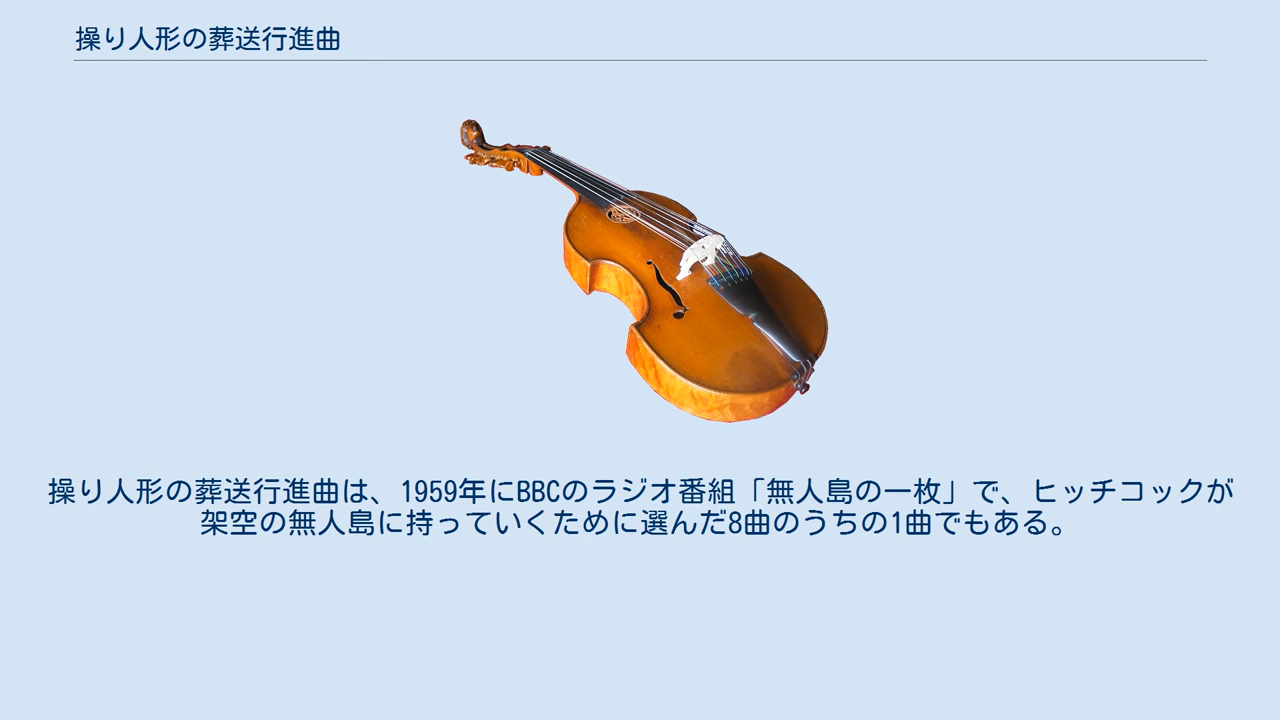 操り人形の葬送行進曲
操り人形の葬送行進曲は、1959年にBBCのラジオ番組「無人島の一枚」で、ヒッチコックが
架空の無人島に持っていくために選んだ8曲のうちの1曲でもある。